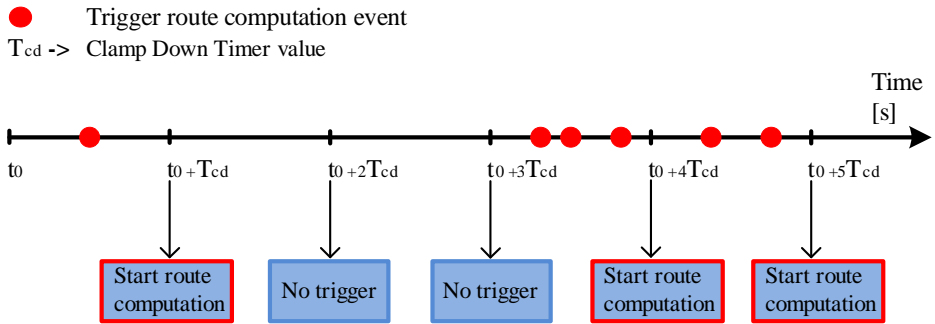 Trigger route computation event
Tcd -> Clamp Down Timer value
Time
[s]
t0
t0 +Tcd
t0 +2Tcd
t0 +3Tcd
t0 +4Tcd
t0 +5Tcd
Start route
computation
No trigger
No trigger
Start route
computation
Start route
computation